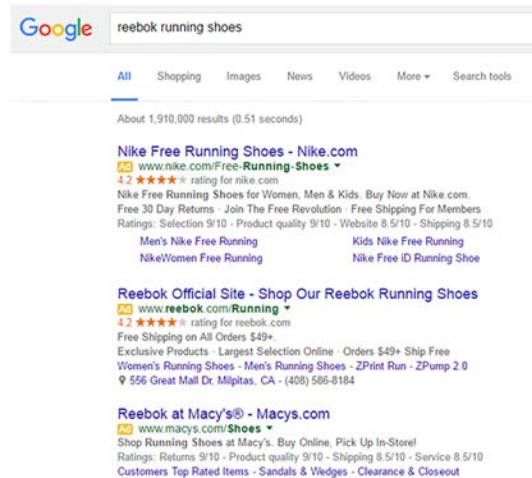 Google
reebok running shoes
All Shopping Images News Videos More Search tools
About 1,910,000 results (0.51 seconds)
Nike Free Running Shoes - Nike.com
Ad www.nike.com/Free-Running-Shoes
4.2 ★★★★★ rating for nike.com
Nike Free Running Shoes for Women, Men & Kids. Buy Now at Nike.com.
Free 30 Day Returns · Join The Free Revolution · Free Shipping For Members
Ratings: Selection 9/10 - Product quality 9/10 - Website 8.5/10 - Shipping 8.5/10
Men's Nike Free Running Kids Nike Free Running
NikeWomen Free Running Nike Free iD Running Shoe
Reebok Official Site - Shop Our Reebok Running Shoes
Ad www.reebok.com/Running
4.2 ★★★★★ rating for reebok.com
Free Shipping on All Orders $49+.
Exclusive Products · Largest Selection Online · Orders $49+ Ship Free
Women's Running Shoes - Men's Running Shoes - ZPrint Run - ZPump 2.0
556 Great Mall Dr, Milpitas, CA - (408) 586-8184
Reebok at Macy's® - Macys.com
Ad www.macys.com/Shoes
Shop Running Shoes at Macy's. Buy Online, Pick Up In-Store!
Ratings: Returns 9/10 - Product quality 9/10 - Shipping 8.5/10 - Service 8.5/10
Customers Top Rated Items - Sandals & Wedges - Clearance & Closeout